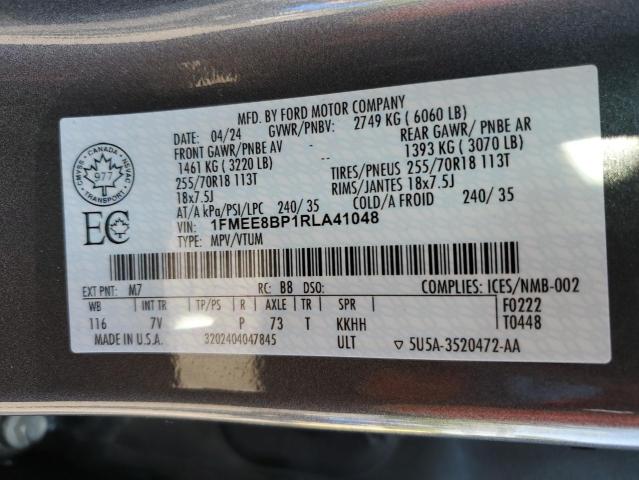 MFD. BY FORD MOTOR COMPANY
DATE: 04/24 GVWR/PNBV: 2749 KG ( 6060 LB)
FRONT GAWR/PNBE AV REAR GAWR/ PNBE AR
1461 KG ( 3220 LB) 1393 KG ( 3070 LB)
255/70R18 113T TIRES/PNEUS 255/70R18 113T
18x7.5J RIMS/JANTES 18x7.5J
AT/A kPa/PSI/LPC 240/ 35 COLD/A FROID 240/ 35
VIN: 1FMEE8BP1RLA41048
TYPE: MPV/VTUM
CANADA
CMVSS NSVAC
977
TRANSPORT
EC
EXT PNT: M7 RC: B8 DSO: COMPLIES: ICES/NMB-002
WB INT TR TP/PS R AXLE TR SPR F0222
116 7V P 73 T KKHH T0448
MADE IN U.S.A. 3202404047845 ULT ▽ 5U5A-3520472-AA